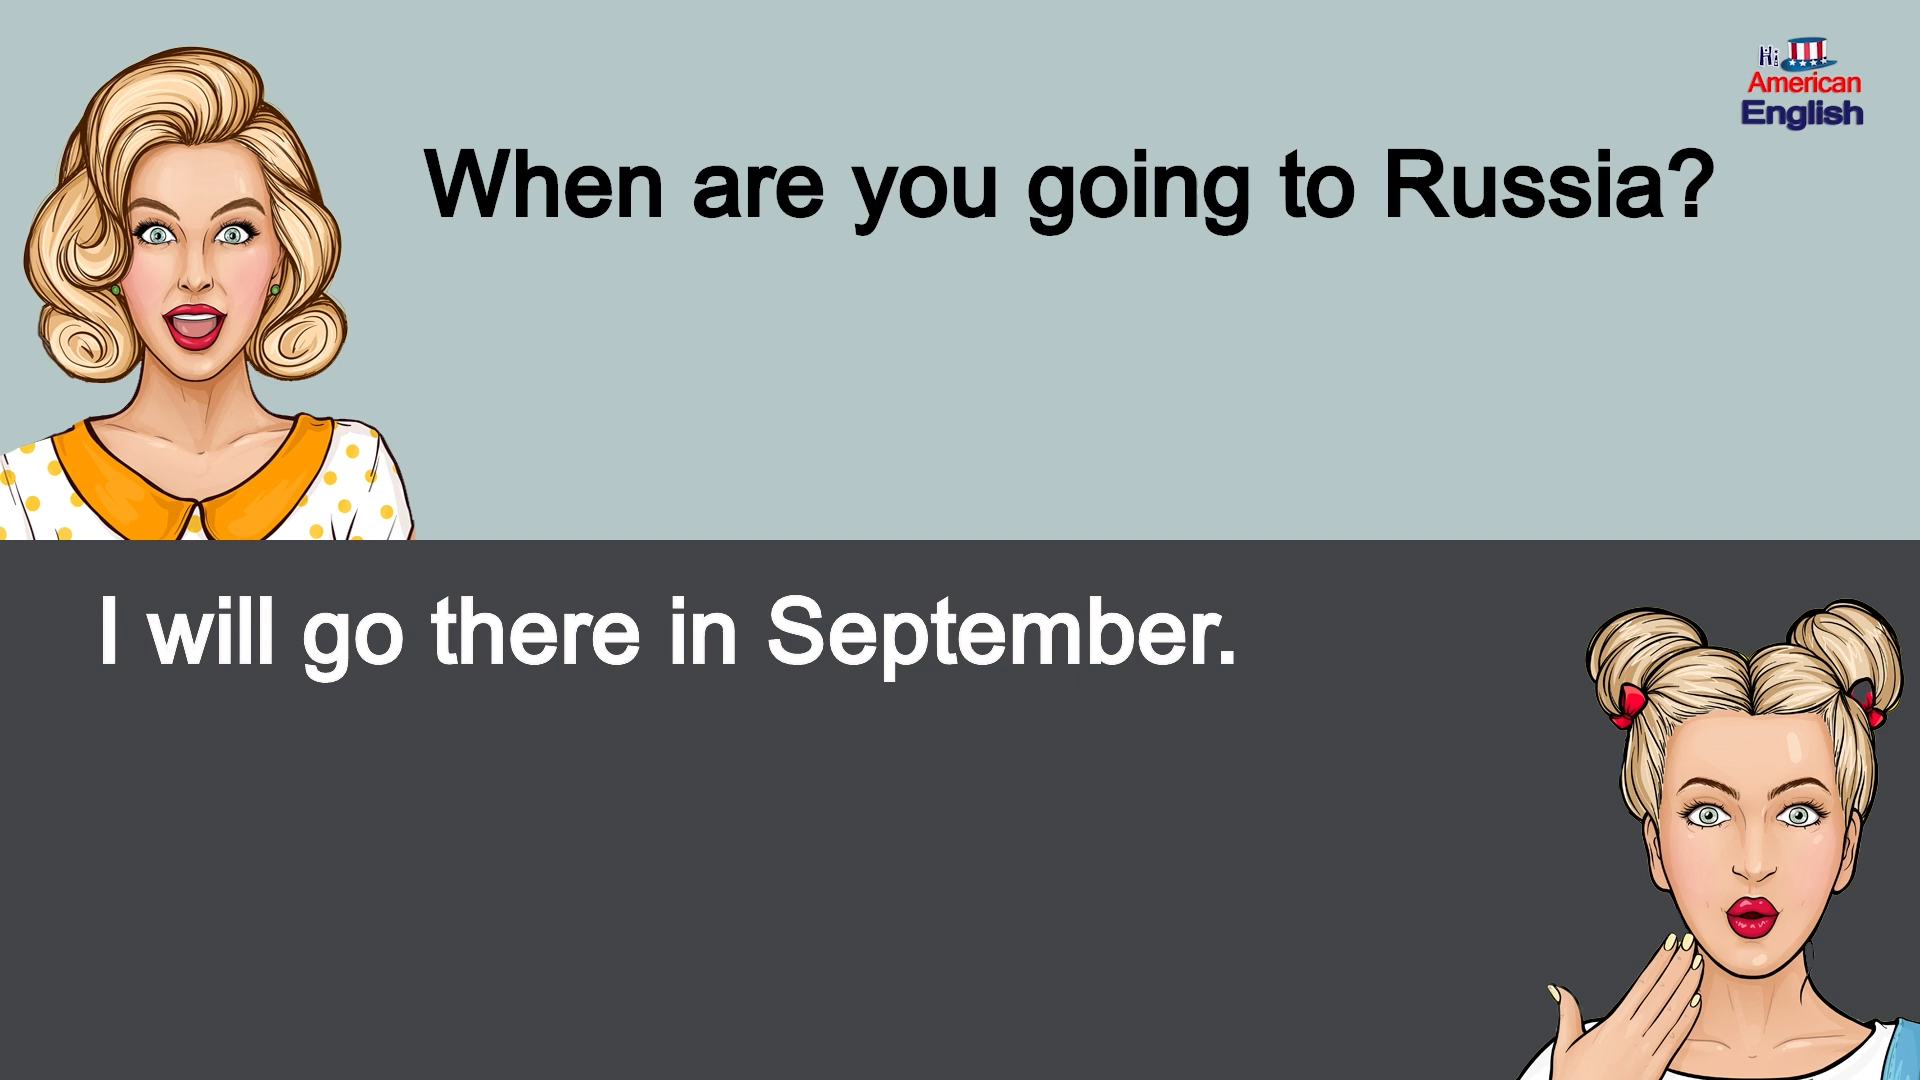 Hi
American
English
When are you going to Russia?
I will go there in September.